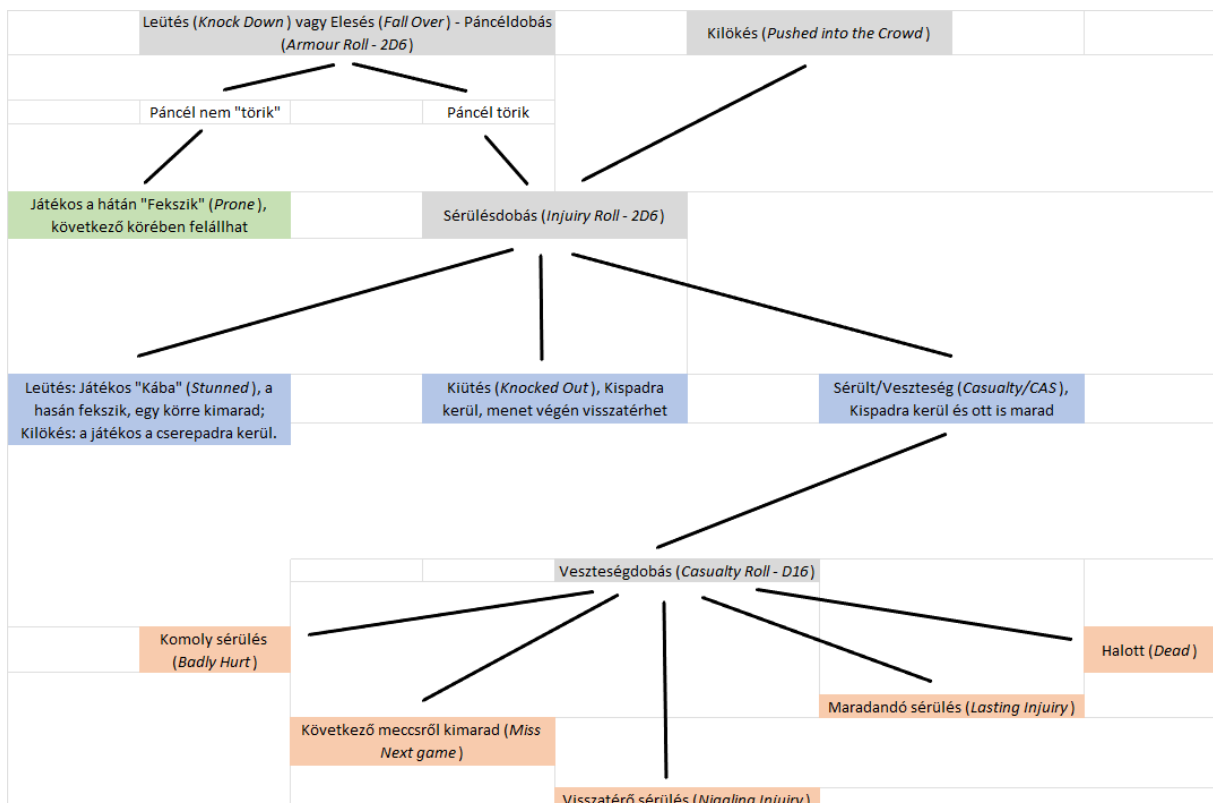 Leütés (Knock Down) vagy Elesés (Fall Over) - Páncéldobás
(Armour Roll - 2D6)
Kilökés (Pushed into the Crowd)
Páncél nem "törik"
Páncél törik
Játékos a hátán "Fekszik" (Prone),
következő körében felállhat
Sérülésdobás (Injuiry Roll - 2D6)
Leütés: Játékos "Kába" (Stunned), a
hasán fekszik, egy körre kimarad;
Kilökés: a játékos a cserepadra kerül.
Kiütés (Knocked Out), Kispadra
kerül, menet végén visszatérhet
Sérült/Veszteség (Casualty/CAS),
Kispadra kerül és ott is marad
Veszteségdobás (Casualty Roll - D16)
Komoly sérülés
(Badly Hurt)
Halott (Dead)
Maradandó sérülés (Lasting Injuiry)
Következő meccsről kimarad (Miss
Next game)
Visszatérő sérülés (Niggling Injuiry)